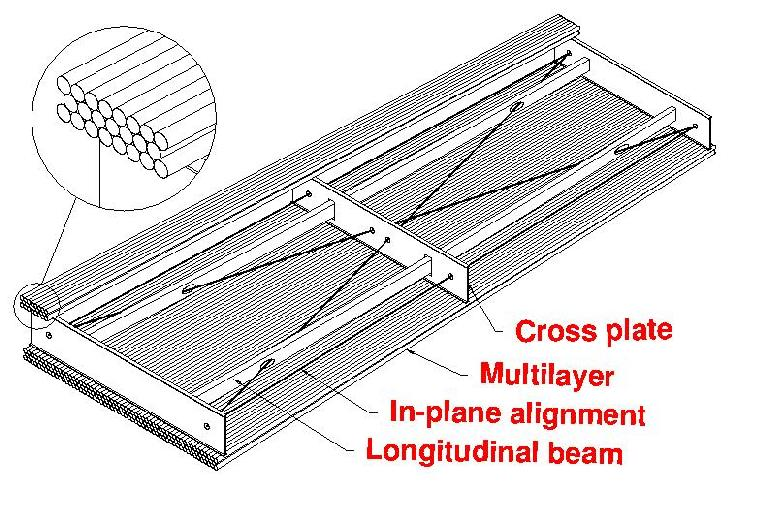 Cross plate
Multilayer
In-plane alignment
Longitudinal beam